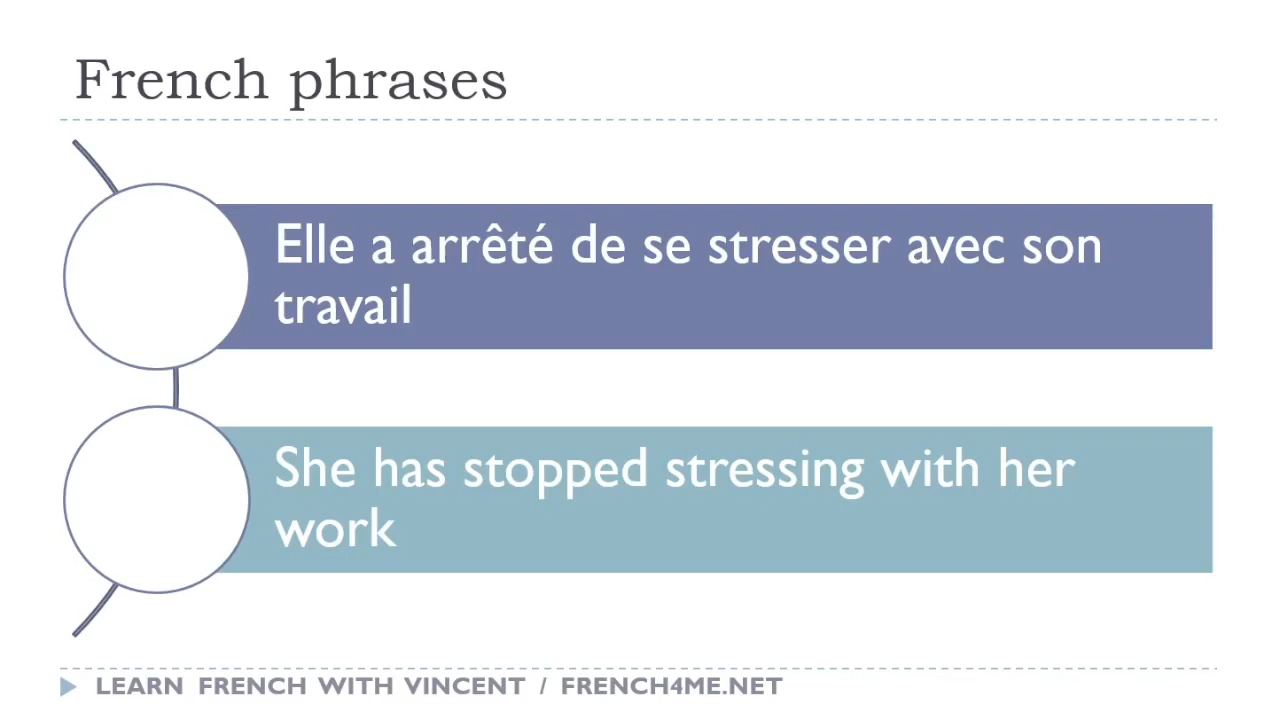 French phrases
Elle a arrêté de se stresser avec son
travail
She has stopped stressing with her
work
LEARN FRENCH WITH VINCENT / FRENCH4ME.NET